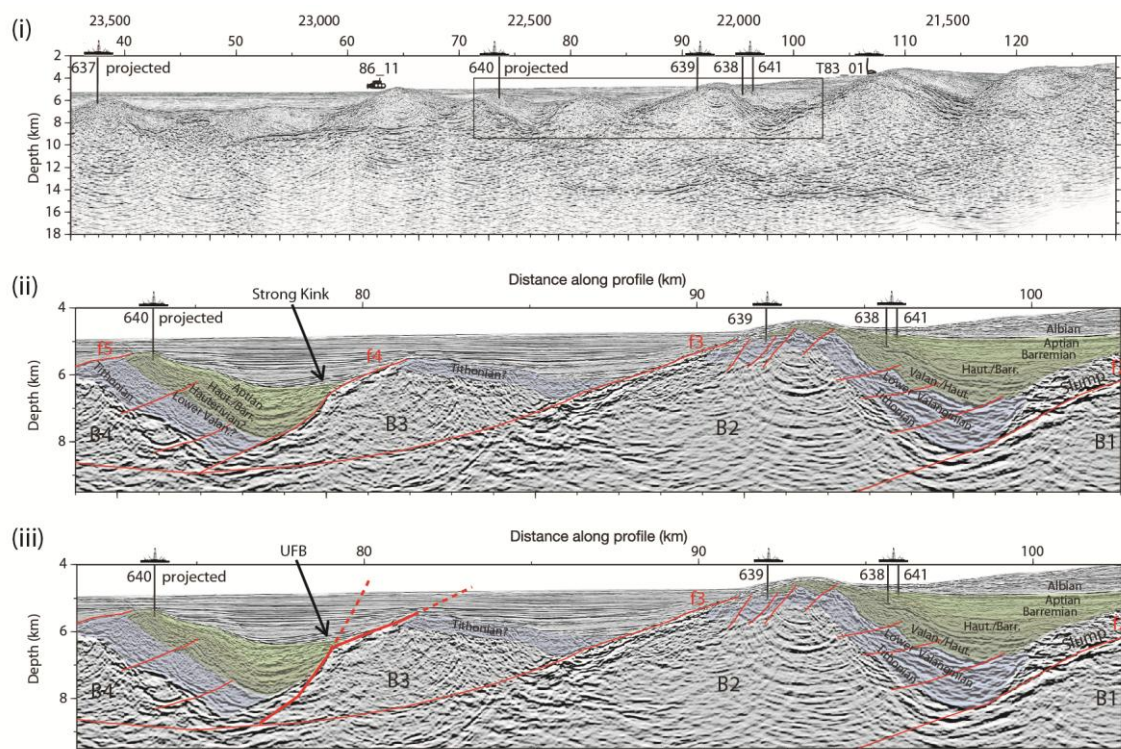 (i)
23,500 23,000 22,500 22,000 21,500
40 50 60 70 80 90 100 110 120
637 projected 86_11 640 projected 639 638 641 T83_01
Depth (km)
2
4
6
8
10
12
14
16
18
(ii)
Distance along profile (km)
Strong Kink 80 90 100
640 projected 639 638 641
Depth (km)
4
6
8
f5 f4 f3 f
Tithonian
Lower Valan.?
Hauterivian?
Haut./Barr.
Aptian
Tithonian?
Albian
Aptian
Barremian
Haut./Barr.
Valan./Haut.
Lower Valanginian
Tithonian
Slump
B4 B3 B2 B1
(iii)
Distance along profile (km)
UFB 80 90 100
640 projected 639 638 641
Depth (km)
4
6
8
f3 f
Tithonian?
Albian
Aptian
Barremian
Haut./Barr.
Valan./Haut.
Lower Valanginian
Tithonian
Slump
B4 B3 B2 B1